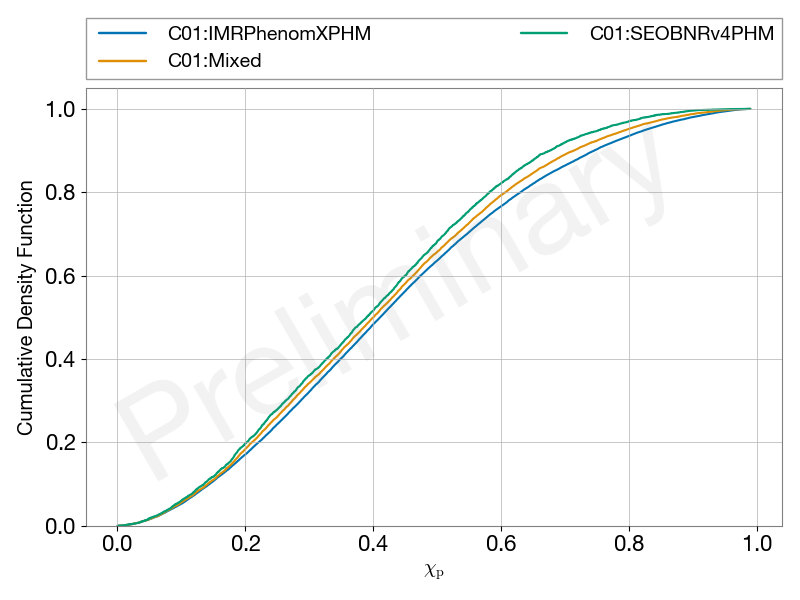 C01:IMRPhenomXPHM
C01:Mixed
C01:SEOBNRv4PHM
Preliminary
Cumulative Density Function
1.0
0.8
0.6
0.4
0.2
0.0
0.0 0.2 0.4 0.6 0.8 1.0
χp